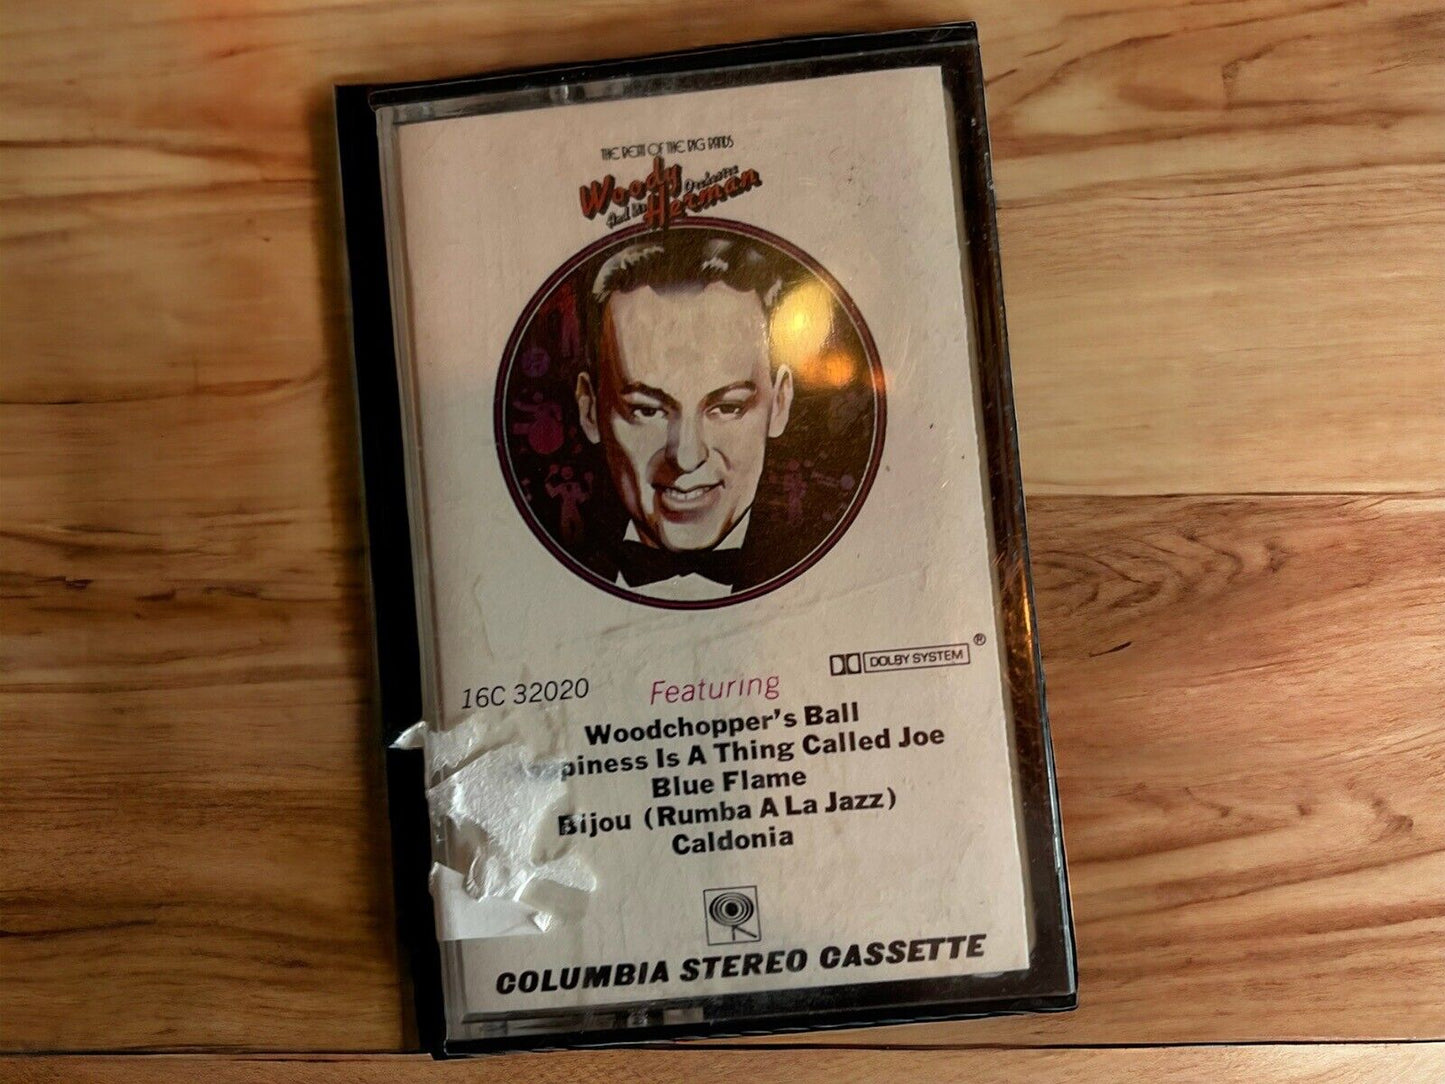 THE BEST OF THE BIG BANDS
Woody
Herman
And His Orchestra
DOLBY SYSTEM ®
16C 32020
Featuring
Woodchopper's Ball
Is A Thing Called Joe
Blue Flame
Bijou (Rumba A La Jazz)
Caldonia
COLUMBIA STEREO CASSETTE